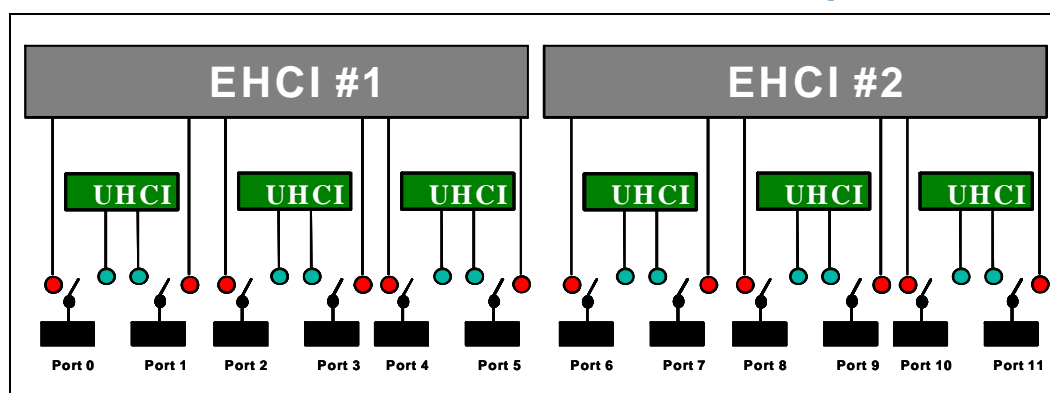 EHCI #1 EHCI #2
UHCI UHCI UHCI UHCI UHCI UHCI
Port 0 Port 1 Port 2 Port 3 Port 4 Port 5 Port 6 Port 7 Port 8 Port 9 Port 10 Port 11